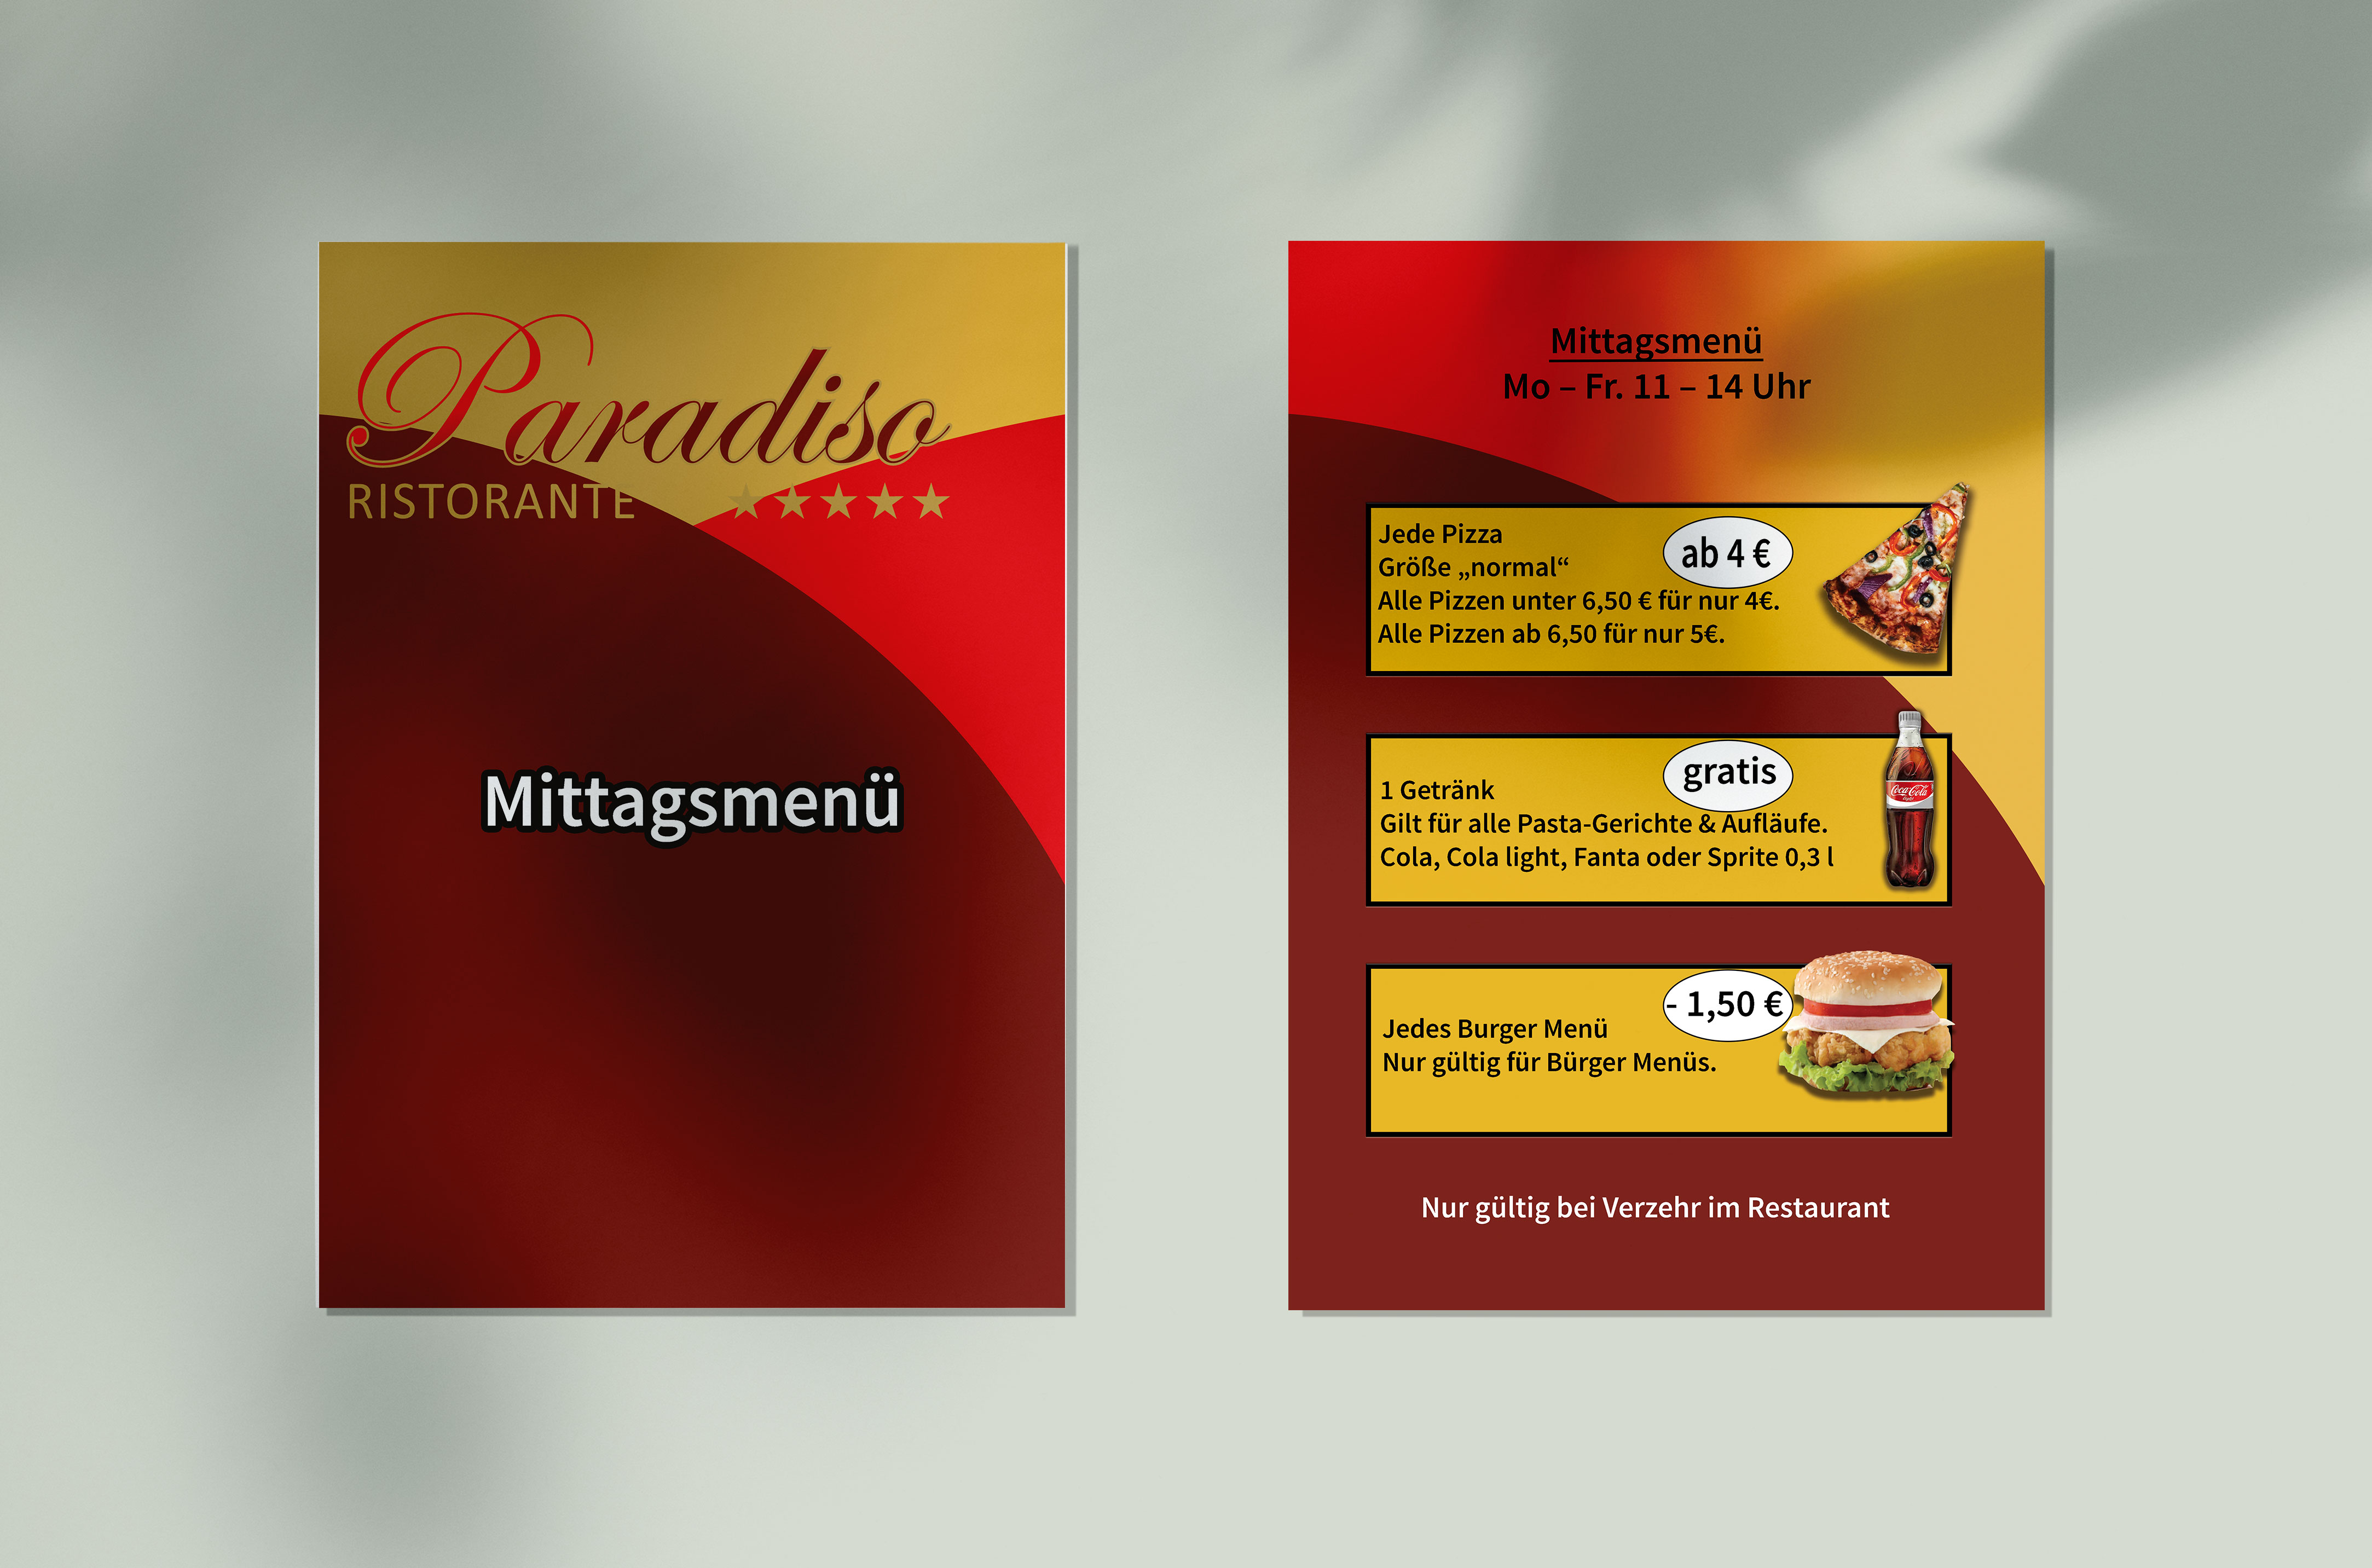 Paradiso
RISTORANTE ★★★★★
Mittagsmenü
Mittagsmenü
Mo – Fr. 11 – 14 Uhr
Jede Pizza
ab 4 €
Größe „normal“
Alle Pizzen unter 6,50 € für nur 4€.
Alle Pizzen ab 6,50 für nur 5€.
gratis
1 Getränk
Gilt für alle Pasta-Gerichte & Aufläufe.
Cola, Cola light, Fanta oder Sprite 0,3 l
Coca-Cola
- 1,50 €
Jedes Burger Menü
Nur gültig für Bürger Menüs.
Nur gültig bei Verzehr im Restaurant